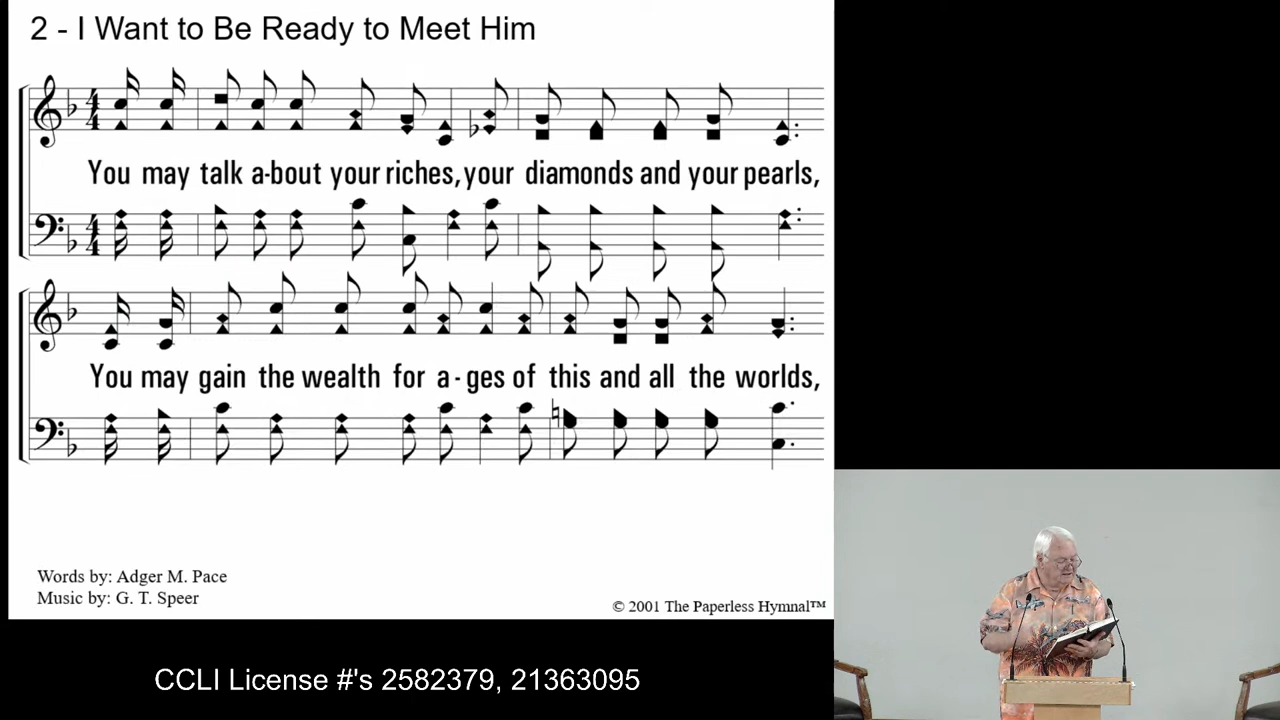 2 - I Want to Be Ready to Meet Him
You may talk a-bout your riches, your diamonds and your pearls,
You may gain the wealth for a - ges of this and all the worlds,
Words by: Adger M. Pace
Music by: G. T. Speer
© 2001 The Paperless Hymnal™
CCLI License #'s 2582379, 21363095